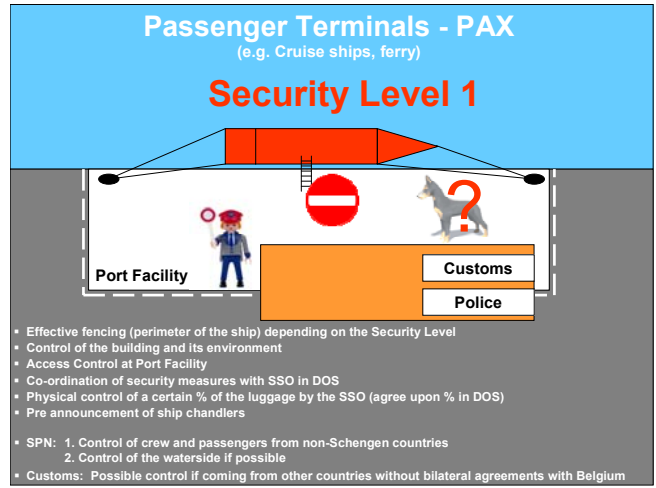 Passenger Terminals - PAX
(e.g. Cruise ships, ferry)
Security Level 1
?
Port Facility
Customs
Police
▪ Effective fencing (perimeter of the ship) depending on the Security Level
▪ Control of the building and its environment
▪ Access Control at Port Facility
▪ Co-ordination of security measures with SSO in DOS
▪ Physical control of a certain % of the luggage by the SSO (agree upon % in DOS)
▪ Pre announcement of ship chandlers
▪ SPN: 1. Control of crew and passengers from non-Schengen countries
2. Control of the waterside if possible
▪ Customs: Possible control if coming from other countries without bilateral agreements with Belgium